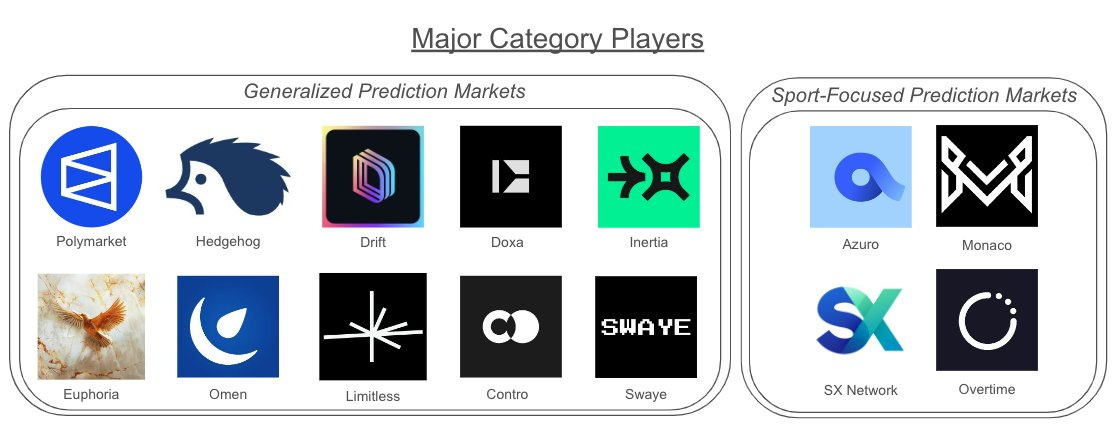 Major Category Players
Generalized Prediction Markets
Sport-Focused Prediction Markets
Polymarket
Hedgehog
Drift
Doxa
Inertia
SWAYE
Euphoria
Omen
Limitless
Contro
Swaye
Azuro
Monaco
SX
SX Network
Overtime